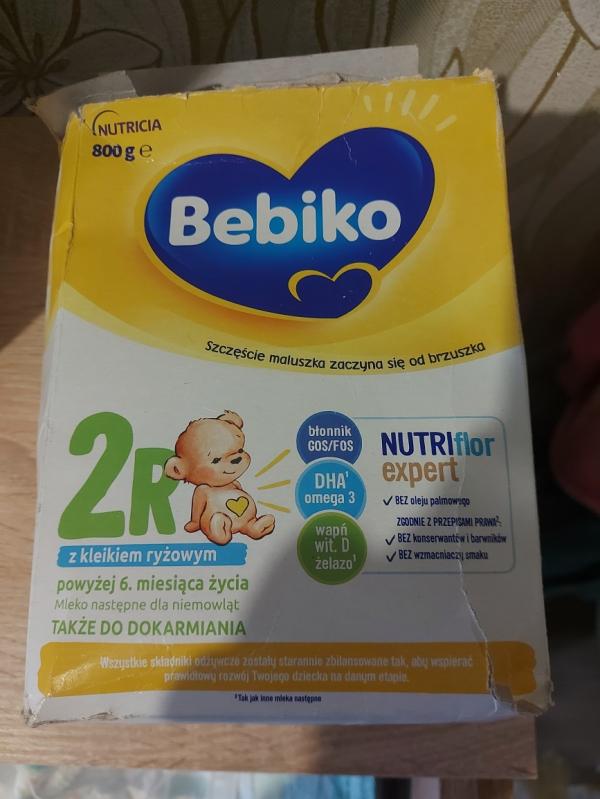 NUTRICIA
800 g e
Bebiko
Szczęście maluszka zaczyna się od brzuszka
2R
z kleikiem ryżowym
powyżej 6. miesiąca życia
Mleko następne dla niemowląt
TAKŻE DO DOKARMIANIA
błonnik
GOS/FOS
DHA¹
omega 3
wapń
wit. D
żelazo¹
NUTRIflor
expert
BEZ oleju palmowego
ZGODNIE Z PRZEPISAMI PRAWA²:
BEZ konserwantów i barwników
BEZ wzmacniaczy smaku
Wszystkie składniki odżywcze zostały starannie zbilansowane tak, aby wspierać
prawidłowy rozwój Twojego dziecka na danym etapie.
²Tak jak inne mleka następne